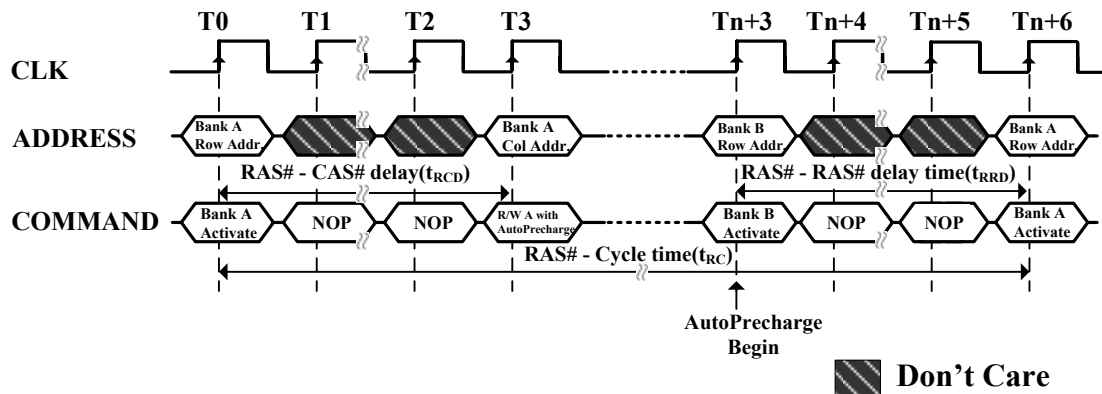 T0 T1 T2 T3 Tn+3 Tn+4 Tn+5 Tn+6
CLK
ADDRESS
Bank A
Row Addr.
Bank A
Col Addr.
Bank B
Row Addr.
Bank A
Row Addr.
RAS# - CAS# delay(tRCD)
RAS# - RAS# delay time(tRRD)
COMMAND
Bank A
Activate
NOP
NOP
R/W A with
AutoPrecharge
Bank B
Activate
NOP
NOP
Bank A
Activate
RAS# - Cycle time(tRC)
AutoPrecharge
Begin
Don't Care